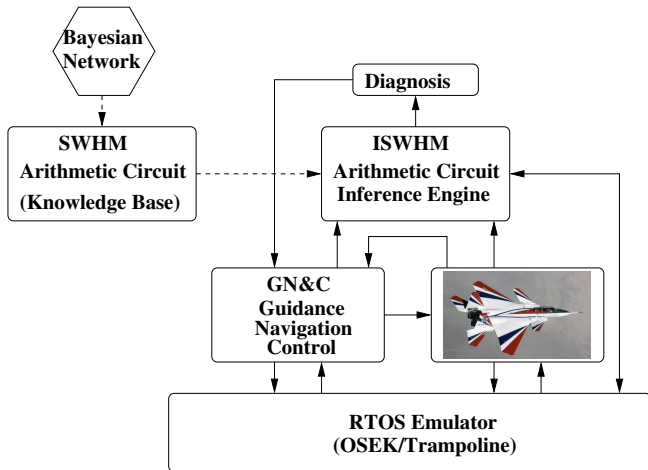 Bayesian
Network
Diagnosis
SWHM
Arithmetic Circuit
(Knowledge Base)
ISWHM
Arithmetic Circuit
Inference Engine
GN&C
Guidance
Navigation
Control
RTOS Emulator
(OSEK/Trampoline)